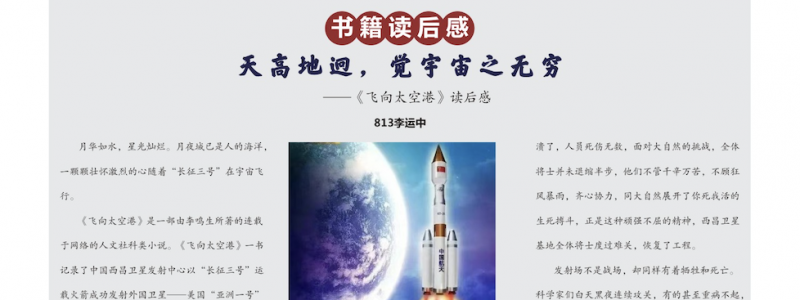 书籍读后感
天高地迥，觉宇宙之无穷
——《飞向太空港》读后感
813李运中
月华如水，星光灿烂。月夜城已是人的海洋，
一颗颗壮怀激烈的心随着“长征三号”在宇宙飞
行。
《飞向太空港》是一部由李鸣生所著的连载
于网络的人文社科类小说。《飞向太空港》一书
记录了中国西昌卫星发射中心以“长征三号”运
载火箭成功发射外国卫星——美国“亚洲一号”
中国航天
溃了，人员死伤无数，面对大自然的挑战，全体
将士并未退缩半步，他们不管千辛万苦，不顾狂
风暴雨，齐心协力，同大自然展开了你死我活的
生死搏斗，正是这种顽强不屈的精神，西昌卫星
基地全体将士度过难关，恢复了工程。
发射场不是战场，却同样有着牺牲和死亡。
科学家们白天黑夜连续攻关，有的甚至重病不起，